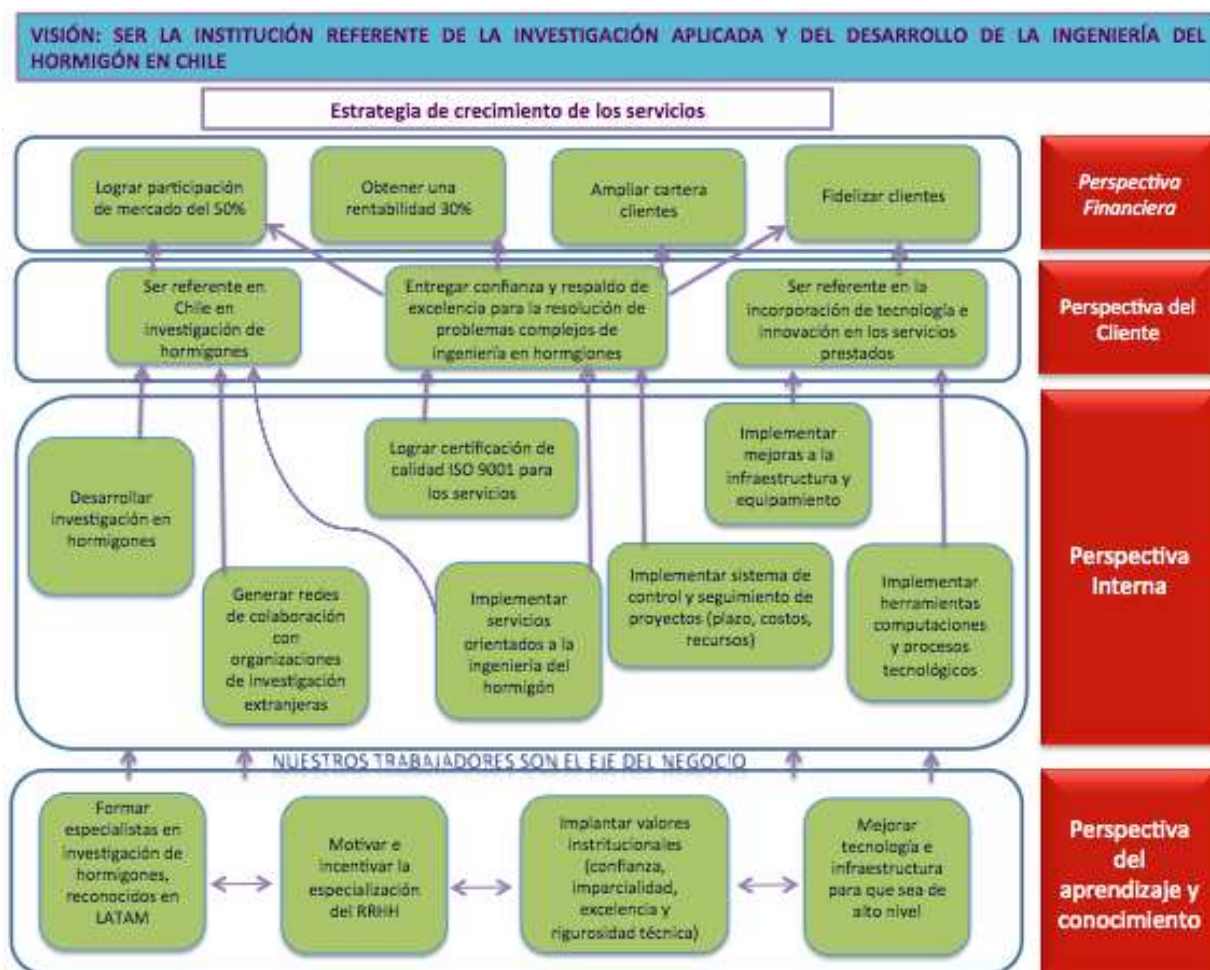 VISIÓN: SER LA INSTITUCIÓN REFERENTE DE LA INVESTIGACIÓN APLICADA Y DEL DESARROLLO DE LA INGENIERÍA DEL
HORMIGÓN EN CHILE
Estrategia de crecimiento de los servicios
Lograr participación
de mercado del 50%
Obtener una
rentabilidad 30%
Ampliar cartera
clientes
Fidelizar clientes
Perspectiva
Financiera
Ser referente en
Chile en
investigación de
hormigones
Entregar confianza y respaldo de
excelencia para la resolución de
problemas complejos de
ingeniería en hormgiones
Ser referente en la
incorporación de tecnología e
innovación en los servicios
prestados
Perspectiva del
Cliente
Desarrollar
investigación en
hormigones
Lograr certificación de
calidad ISO 9001 para
los servicios
Implementar
mejoras a la
infraestructura y
equipamiento
Generar redes
de colaboración
con
organizaciones
de investigación
extranjeras
Implementar
servicios
orientados a la
ingeniería del
hormigón
Implementar sistema de
control y seguimiento de
proyectos (plazo, costos,
recursos)
Implementar
herramientas
computaciones
y procesos
tecnológicos
Perspectiva
Interna
NUESTROS TRABAJADORES SON EL EJE DEL NEGOCIO
Formar
especialistas en
investigación de
hormigones,
reconocidos en
LATAM
Motivar e
incentivar la
especialización
del RRHH
Implantar valores
institucionales
(confianza,
imparcialidad,
excelencia y
rigurosidad técnica)
Mejorar
tecnología e
infraestructura
para que sea de
alto nivel
Perspectiva
del
aprendizaje y
conocimiento